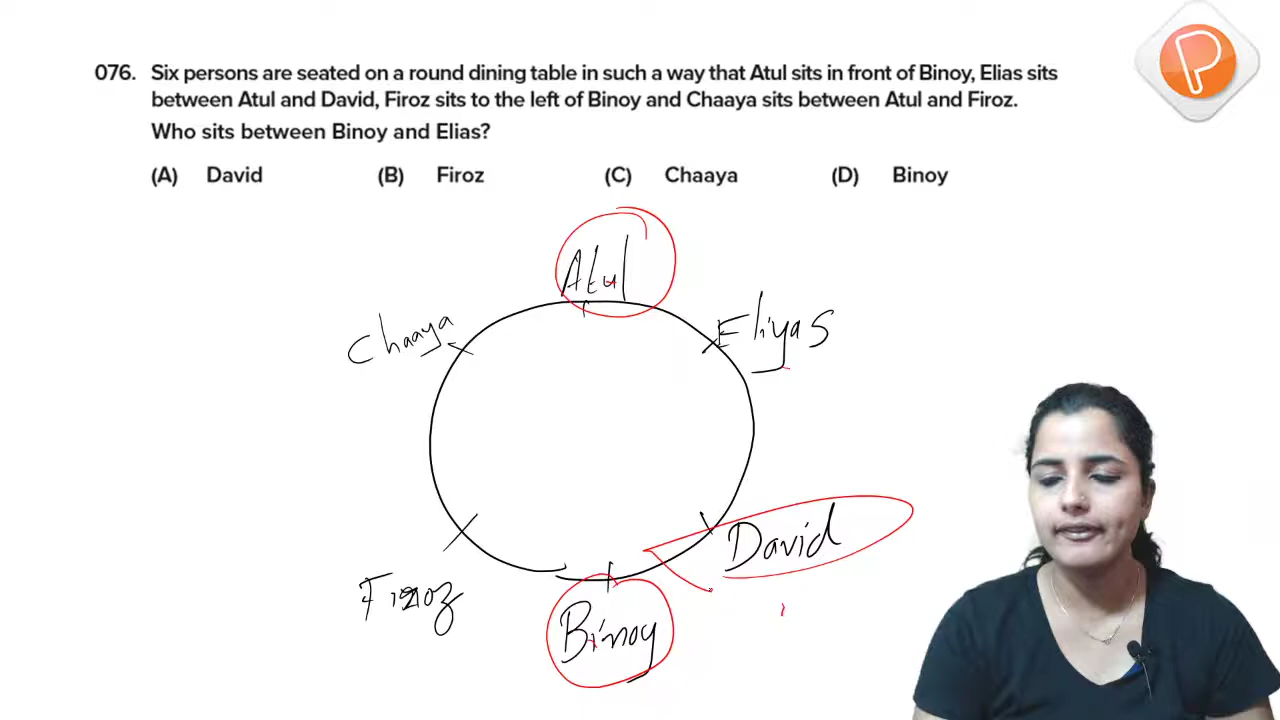 076. Six persons are seated on a round dining table in such a way that Atul sits in front of Binoy, Elias sits
between Atul and David, Firoz sits to the left of Binoy and Chaaya sits between Atul and Firoz.
Who sits between Binoy and Elias?
(A) David (B) Firoz (C) Chaaya (D) Binoy
P
Atul
Chaaya
Eliyas
David
Firoz
Binoy